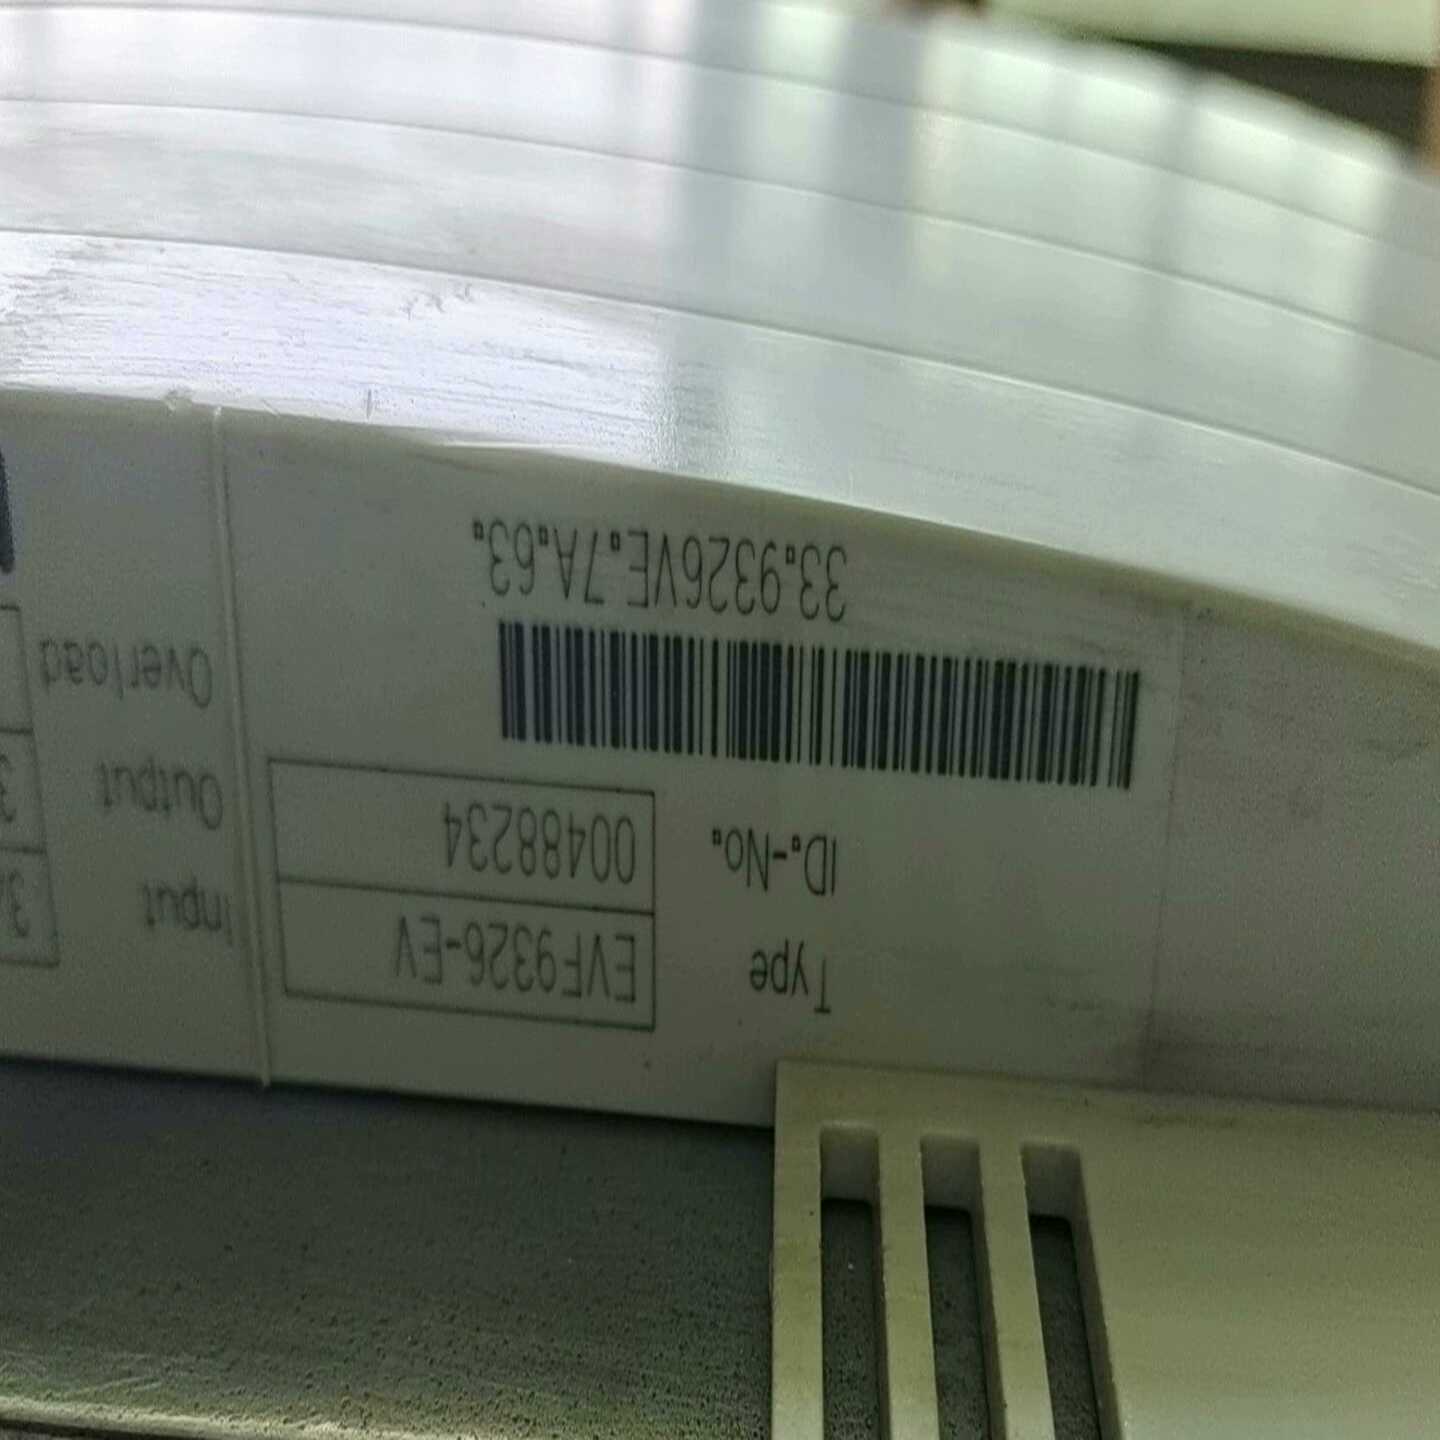 Type EVF9326-EV
ID.-No. 00488234
33.9326VE.7A.63.
Input
Output
Overload